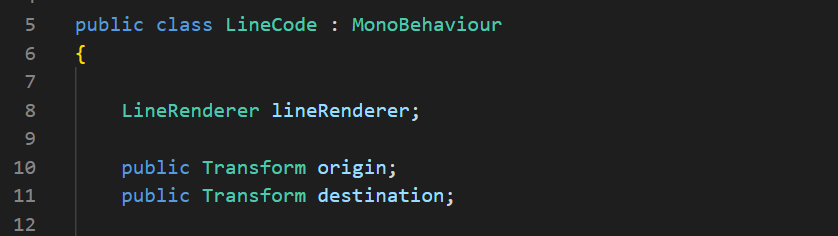 5 public class LineCode : MonoBehaviour
6 {
7
8 LineRenderer lineRenderer;
9
10 public Transform origin;
11 public Transform destination;
12